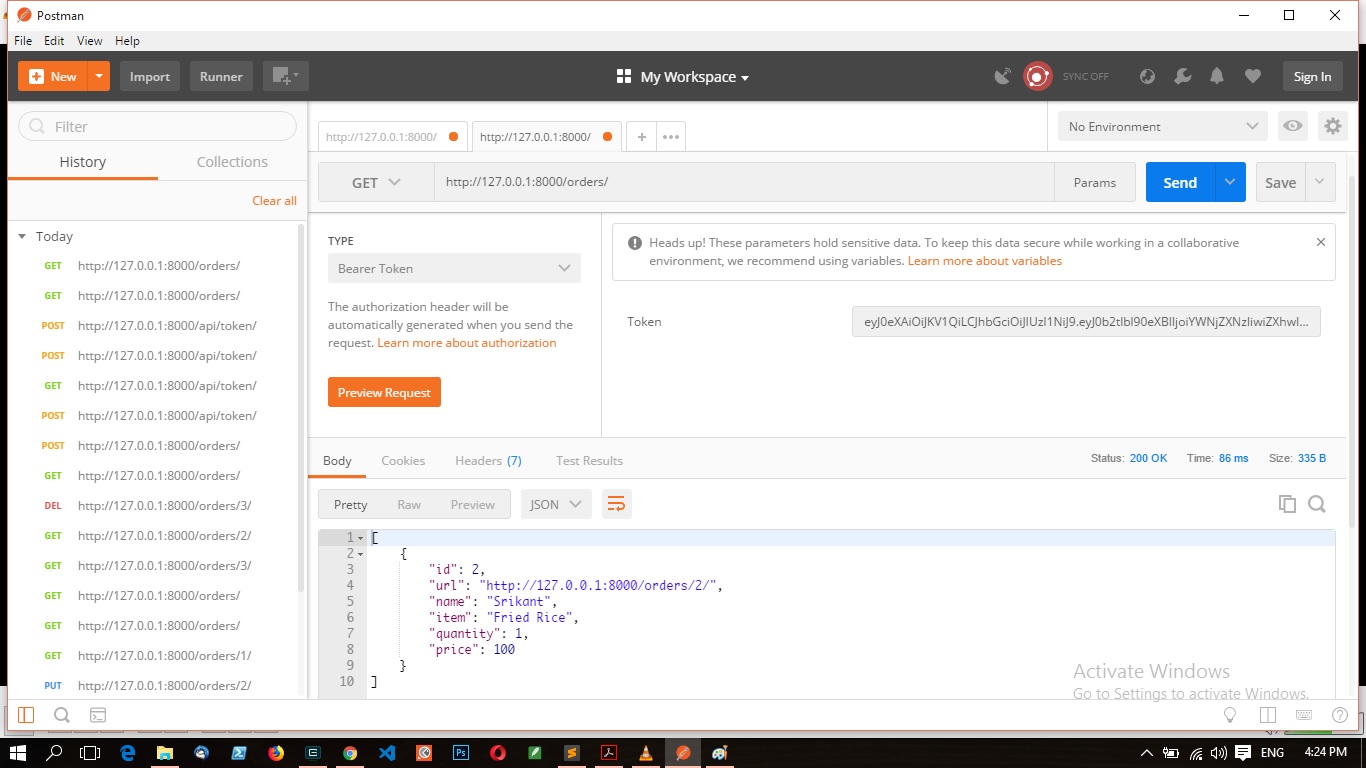 Postman
File Edit View Help
New Import Runner My Workspace SYNC OFF Sign In
Filter
History Collections
Clear all
Today
GET http://127.0.0.1:8000/orders/
GET http://127.0.0.1:8000/orders/
POST http://127.0.0.1:8000/api/token/
POST http://127.0.0.1:8000/api/token/
GET http://127.0.0.1:8000/api/token/
POST http://127.0.0.1:8000/api/token/
POST http://127.0.0.1:8000/orders/
GET http://127.0.0.1:8000/orders/
DEL http://127.0.0.1:8000/orders/3/
GET http://127.0.0.1:8000/orders/2/
GET http://127.0.0.1:8000/orders/3/
GET http://127.0.0.1:8000/orders/
GET http://127.0.0.1:8000/orders/
GET http://127.0.0.1:8000/orders/1/
PUT http://127.0.0.1:8000/orders/2/
http://127.0.0.1:8000/ http://127.0.0.1:8000/ + ••• No Environment
GET http://127.0.0.1:8000/orders/ Params Send Save
TYPE
Bearer Token
The authorization header will be
automatically generated when you send the
request. Learn more about authorization
Preview Request
Heads up! These parameters hold sensitive data. To keep this data secure while working in a collaborative
environment, we recommend using variables. Learn more about variables
Token eyJ0eXAiOiJKV1QiLCJhbGciOiJIUzI1NiJ9.eyJ0b2tlbl90eXBlIjoiYWNjZXNzIiwiZXhwI...
Body Cookies Headers (7) Test Results Status: 200 OK Time: 86 ms Size: 335 B
Pretty Raw Preview JSON
1 [
2 {
3 "id": 2,
4 "url": "http://127.0.0.1:8000/orders/2/",
5 "name": "Srikant",
6 "item": "Fried Rice",
7 "quantity": 1,
8 "price": 100
9 }
10 ]
Activate Windows
Go to Settings to activate Windows.
ENG 4:24 PM